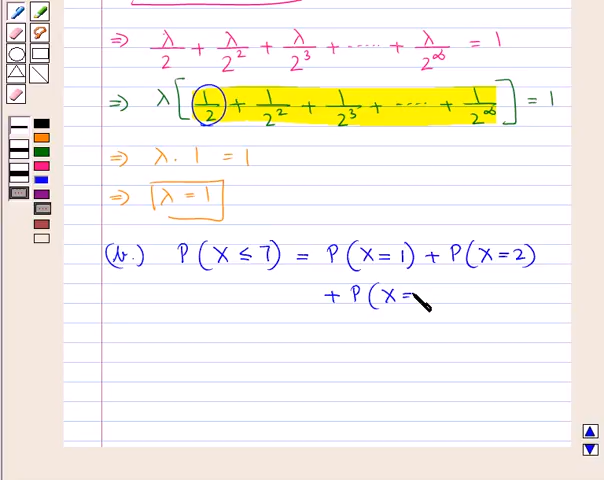 ⇒ λ/2 + λ/2² + λ/2³ + ...... + λ/2^∞ = 1
⇒ λ [ 1/2 + 1/2² + 1/2³ + ...... + 1/2^∞ ] = 1
⇒ λ . 1 = 1
⇒ λ = 1
(b.) P(X ≤ 7) = P(X = 1) + P(X = 2)
+ P(X =